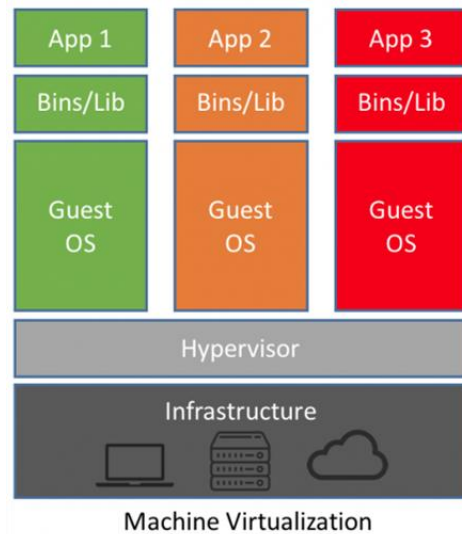 App 1
App 2
App 3
Bins/Lib
Bins/Lib
Bins/Lib
Guest
OS
Guest
OS
Guest
OS
Hypervisor
Infrastructure
Machine Virtualization